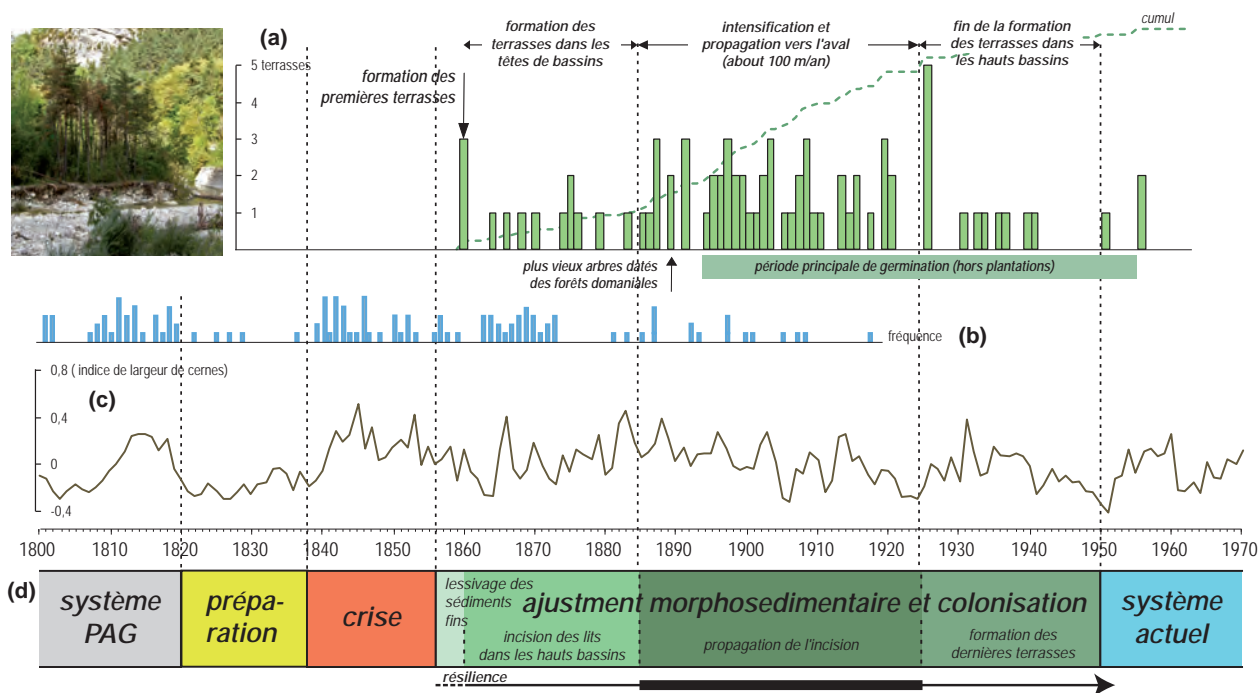 (a)
formation des
terrasses dans les
têtes de bassins
intensification et
propagation vers l'aval
(about 100 m/an)
fin de la formation
des terrasses dans
les hauts bassins
cumul
5 terrasses
4
3
2
1
formation des
premières terrasses
plus vieux arbres datés
des forêts domaniales
période principale de germination (hors plantations)
fréquence
(b)
0,8 ( indice de largeur de cernes)
(c)
0,4
0
-0,4
1800 1810 1820 1830 1840 1850 1860 1870 1880 1890 1900 1910 1920 1930 1940 1950 1960 1970
(d)
système
PAG
prépa-
ration
crise
lessivage des
sédiments
fins
ajustment morphosedimentaire et colonisation
incision des lits
dans les hauts bassins
propagation de l'incision
formation des
dernières terrasses
système
actuel
résilience